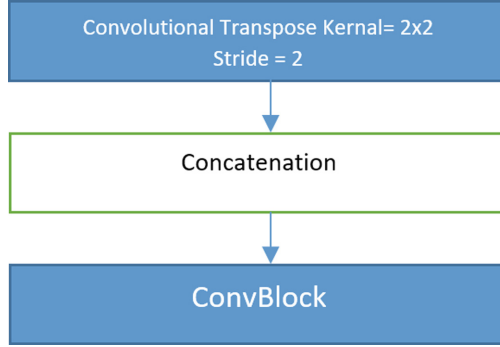 Convolutional Transpose Kernal= 2x2
Stride = 2
Concatenation
ConvBlock